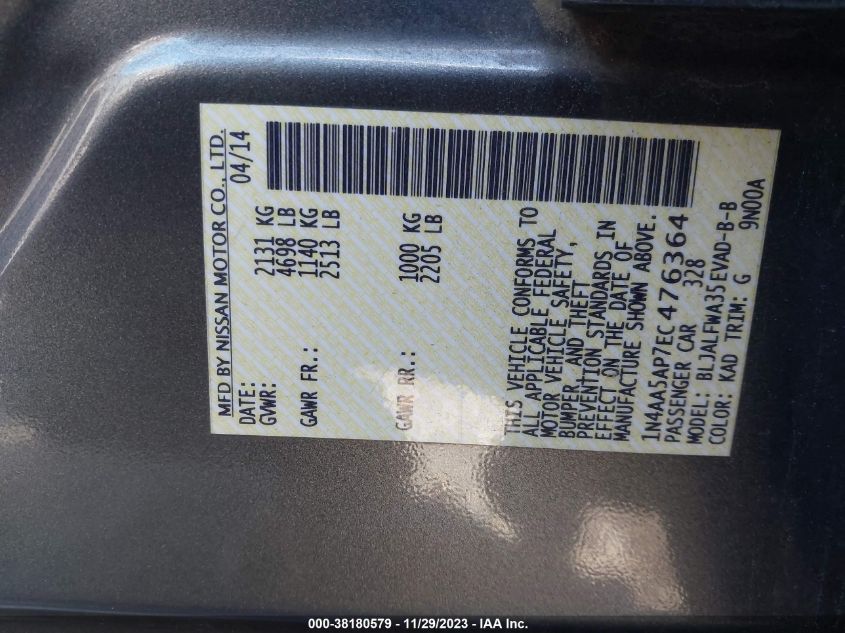 MFD BY NISSAN MOTOR CO., LTD.
DATE: 04/14
GVWR: 2131 KG
4698 LB
GAWR FR.: 1140 KG
2513 LB
GAWR RR.: 1000 KG
2205 LB
THIS VEHICLE CONFORMS TO
ALL APPLICABLE FEDERAL
MOTOR VEHICLE SAFETY,
BUMPER, AND THEFT
PREVENTION STANDARDS IN
EFFECT ON THE DATE OF
MANUFACTURE SHOWN ABOVE.
1N4AA5AP7EC476364
PASSENGER CAR 328
MODEL: BLJALFWA35EVAD-B-B
COLOR: KAD TRIM: G 9N00A
000-38180579 - 11/29/2023 - IAA Inc.